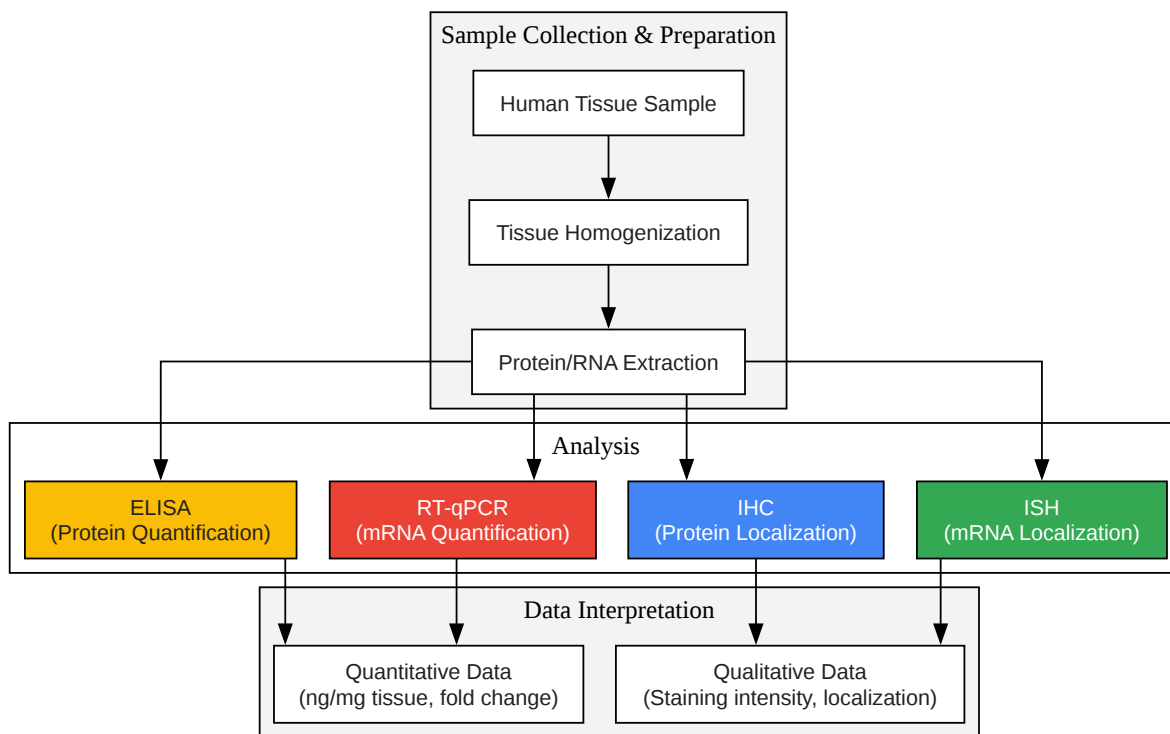 Sample Collection & Preparation
Human Tissue Sample
Tissue Homogenization
Protein/RNA Extraction
Analysis
ELISA
(Protein Quantification)
RT-qPCR
(mRNA Quantification)
IHC
(Protein Localization)
ISH
(mRNA Localization)
Data Interpretation
Quantitative Data
(ng/mg tissue, fold change)
Qualitative Data
(Staining intensity, localization)